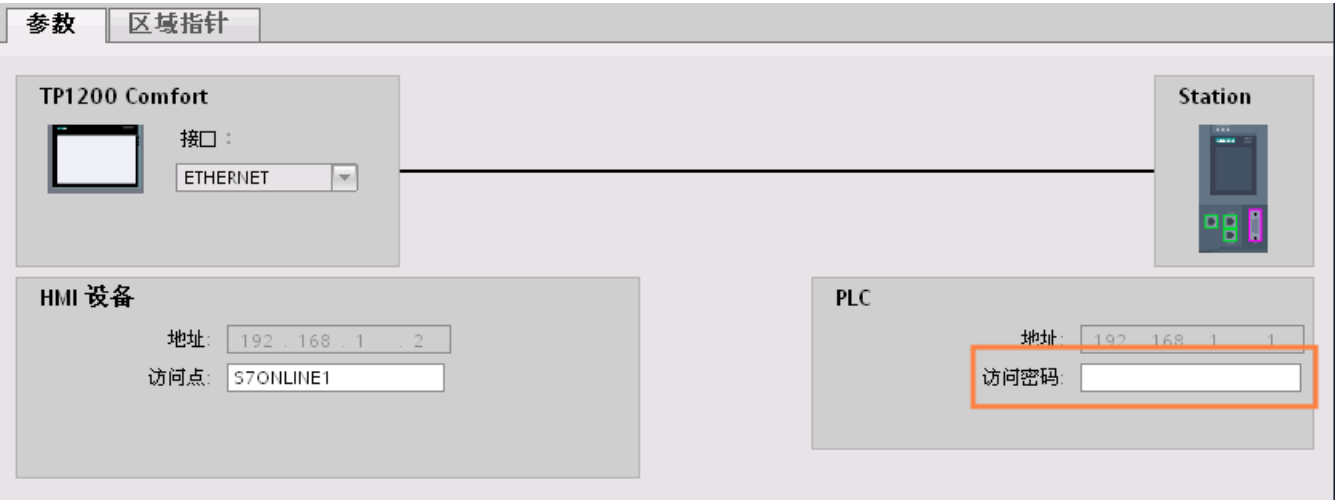 参数 区域指针
TP1200 Comfort
接口：
ETHERNET
Station
HMI 设备
地址: 192 . 168 . 1 . 2
访问点: S7ONLINE1
PLC
地址: 192 . 168 . 1 . 1
访问密码: